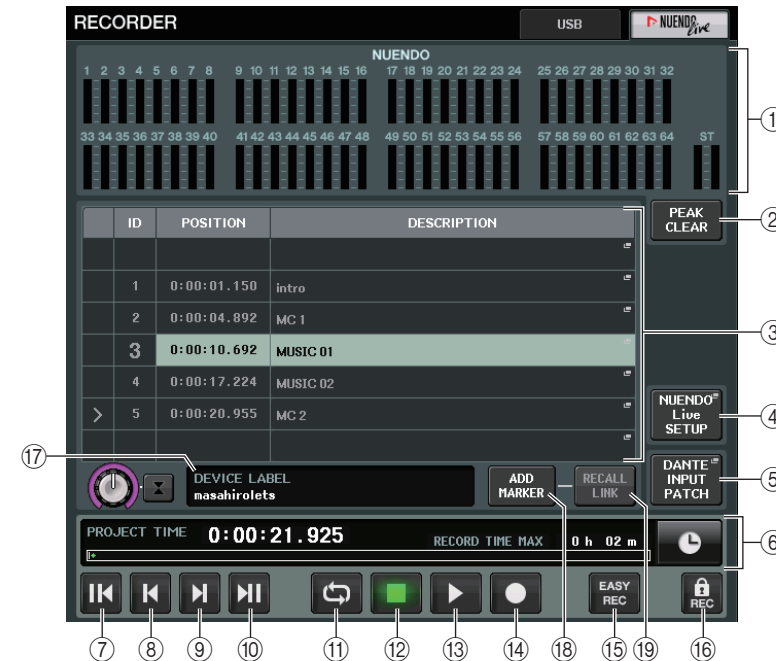 RECORDER
USB
NUENDO Live
NUENDO
1 2 3 4 5 6 7 8 9 10 11 12 13 14 15 16 17 18 19 20 21 22 23 24 25 26 27 28 29 30 31 32
①
33 34 35 36 37 38 39 40 41 42 43 44 45 46 47 48 49 50 51 52 53 54 55 56 57 58 59 60 61 62 63 64 ST
ID POSITION DESCRIPTION
PEAK
CLEAR
②
1 0:00:01.150 intro
2 0:00:04.892 MC 1
③
3 0:00:10.692 MUSIC 01
4 0:00:17.224 MUSIC 02
5 0:00:20.955 MC 2
NUENDO
Live
SETUP
④
⑰
DEVICE LABEL
masahirolets
ADD
MARKER
RECALL
LINK
DANTE
INPUT
PATCH
⑤
PROJECT TIME 0:00:21.925 RECORD TIME MAX 0 h 02 m
⑥
EASY
REC
REC
⑦ ⑧ ⑨ ⑩ ⑪ ⑫ ⑬ ⑭ ⑱ ⑮ ⑲ ⑯